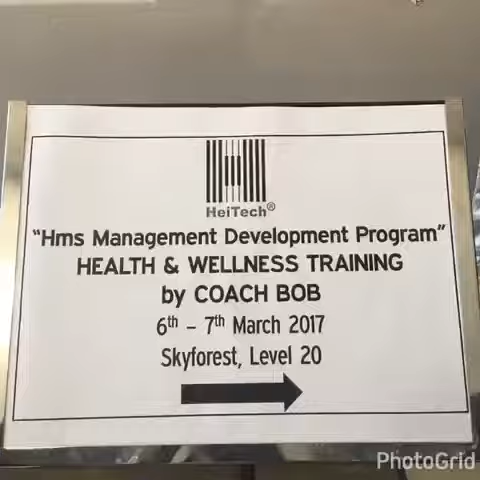 HeiTech®
"Hms Management Development Program"
HEALTH & WELLNESS TRAINING
by COACH BOB
6th – 7th March 2017
Skyforest, Level 20
PhotoGrid